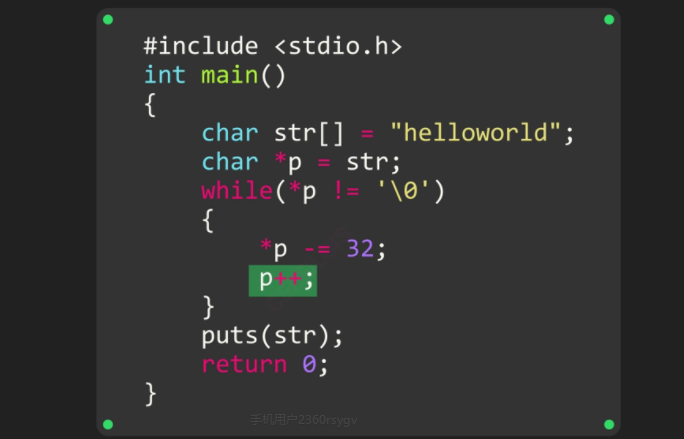 #include <stdio.h>
int main()
{
    char str[] = "helloworld";
    char *p = str;
    while(*p != '\0')
    {
        *p -= 32;
        p++;
    }
    puts(str);
    return 0;
}
手机用户2360rsygv